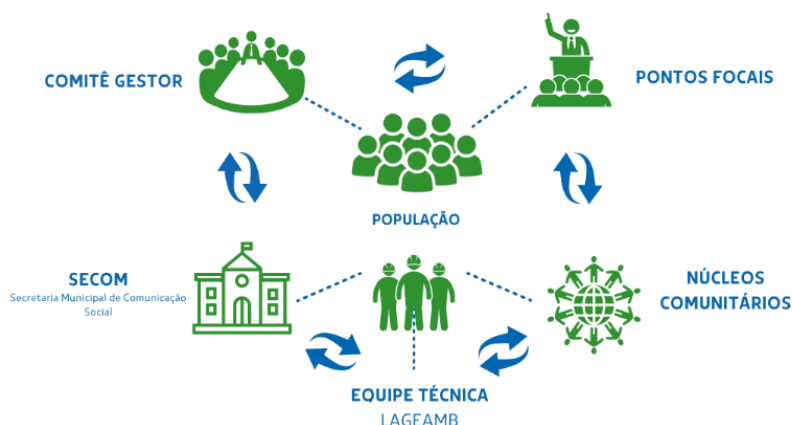 COMITÊ GESTOR
PONTOS FOCAIS
POPULAÇÃO
SECOM
Secretaria Municipal de Comunicação
Social
NÚCLEOS
COMUNITÁRIOS
EQUIPE TÉCNICA
LAGEAMB